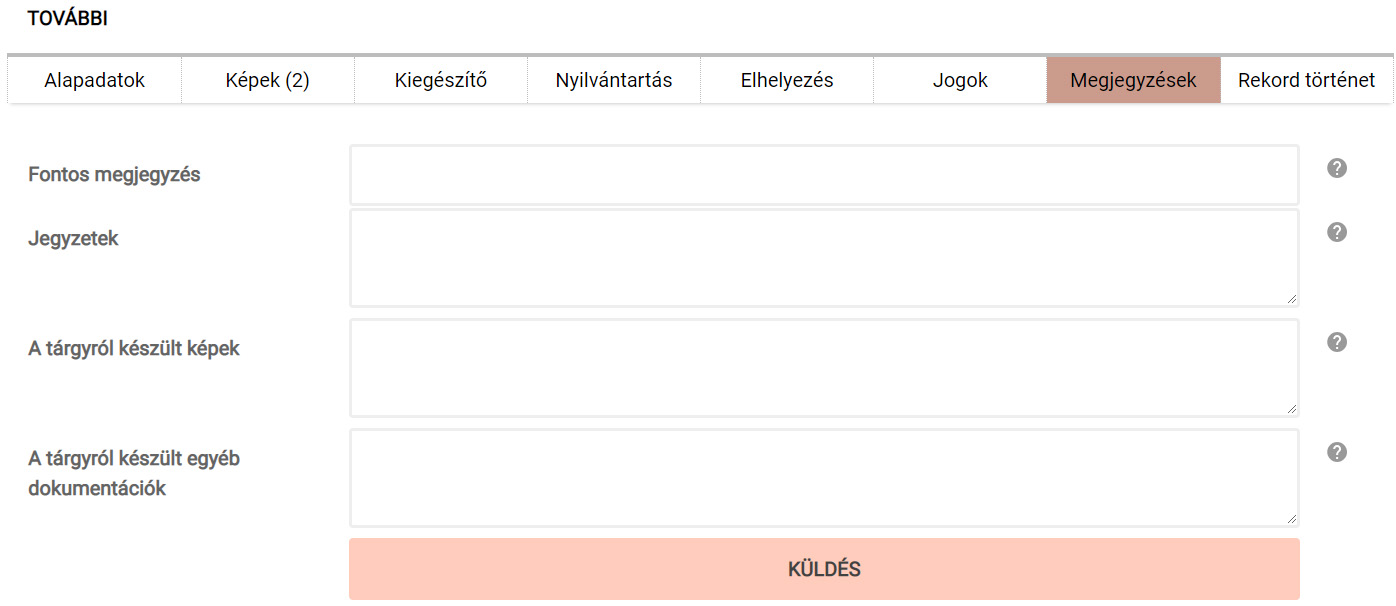 TOVÁBBI
Alapadatok Képek (2) Kiegészítő Nyilvántartás Elhelyezés Jogok Megjegyzések Rekord történet
Fontos megjegyzés
Jegyzetek
A tárgyról készült képek
A tárgyról készült egyéb
dokumentációk
KÜLDÉS